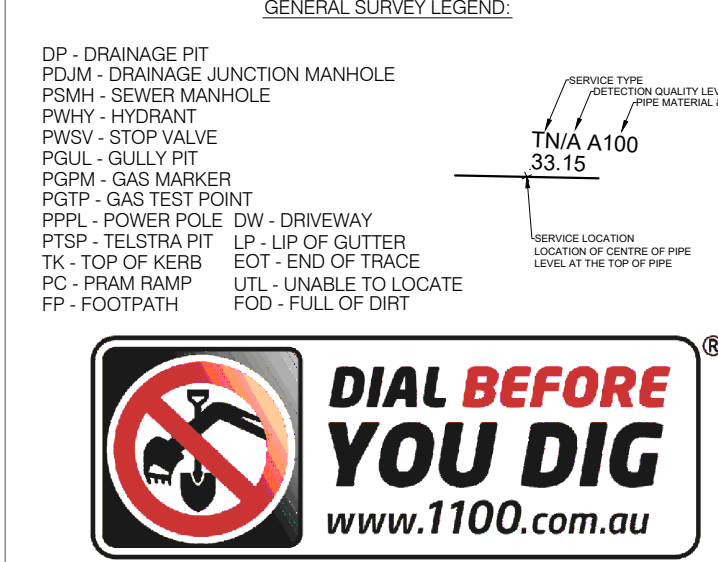 GENERAL SURVEY LEGEND:
DP - DRAINAGE PIT
PDJM - DRAINAGE JUNCTION MANHOLE
PSMH - SEWER MANHOLE
PWHY - HYDRANT
PWSV - STOP VALVE
PGUL - GULLY PIT
PGPM - GAS MARKER
PGTP - GAS TEST POINT
PPPL - POWER POLE DW - DRIVEWAY
PTSP - TELSTRA PIT LP - LIP OF GUTTER
TK - TOP OF KERB EOT - END OF TRACE
PC - PRAM RAMP UTL - UNABLE TO LOCATE
FP - FOOTPATH FOD - FULL OF DIRT
SERVICE TYPE
DETECTION QUALITY LEV
PIPE MATERIAL &
TN/A A100
33.15
SERVICE LOCATION
LOCATION OF CENTRE OF PIPE
LEVEL AT THE TOP OF PIPE
DIAL BEFORE
YOU DIG
www.1100.com.au
®